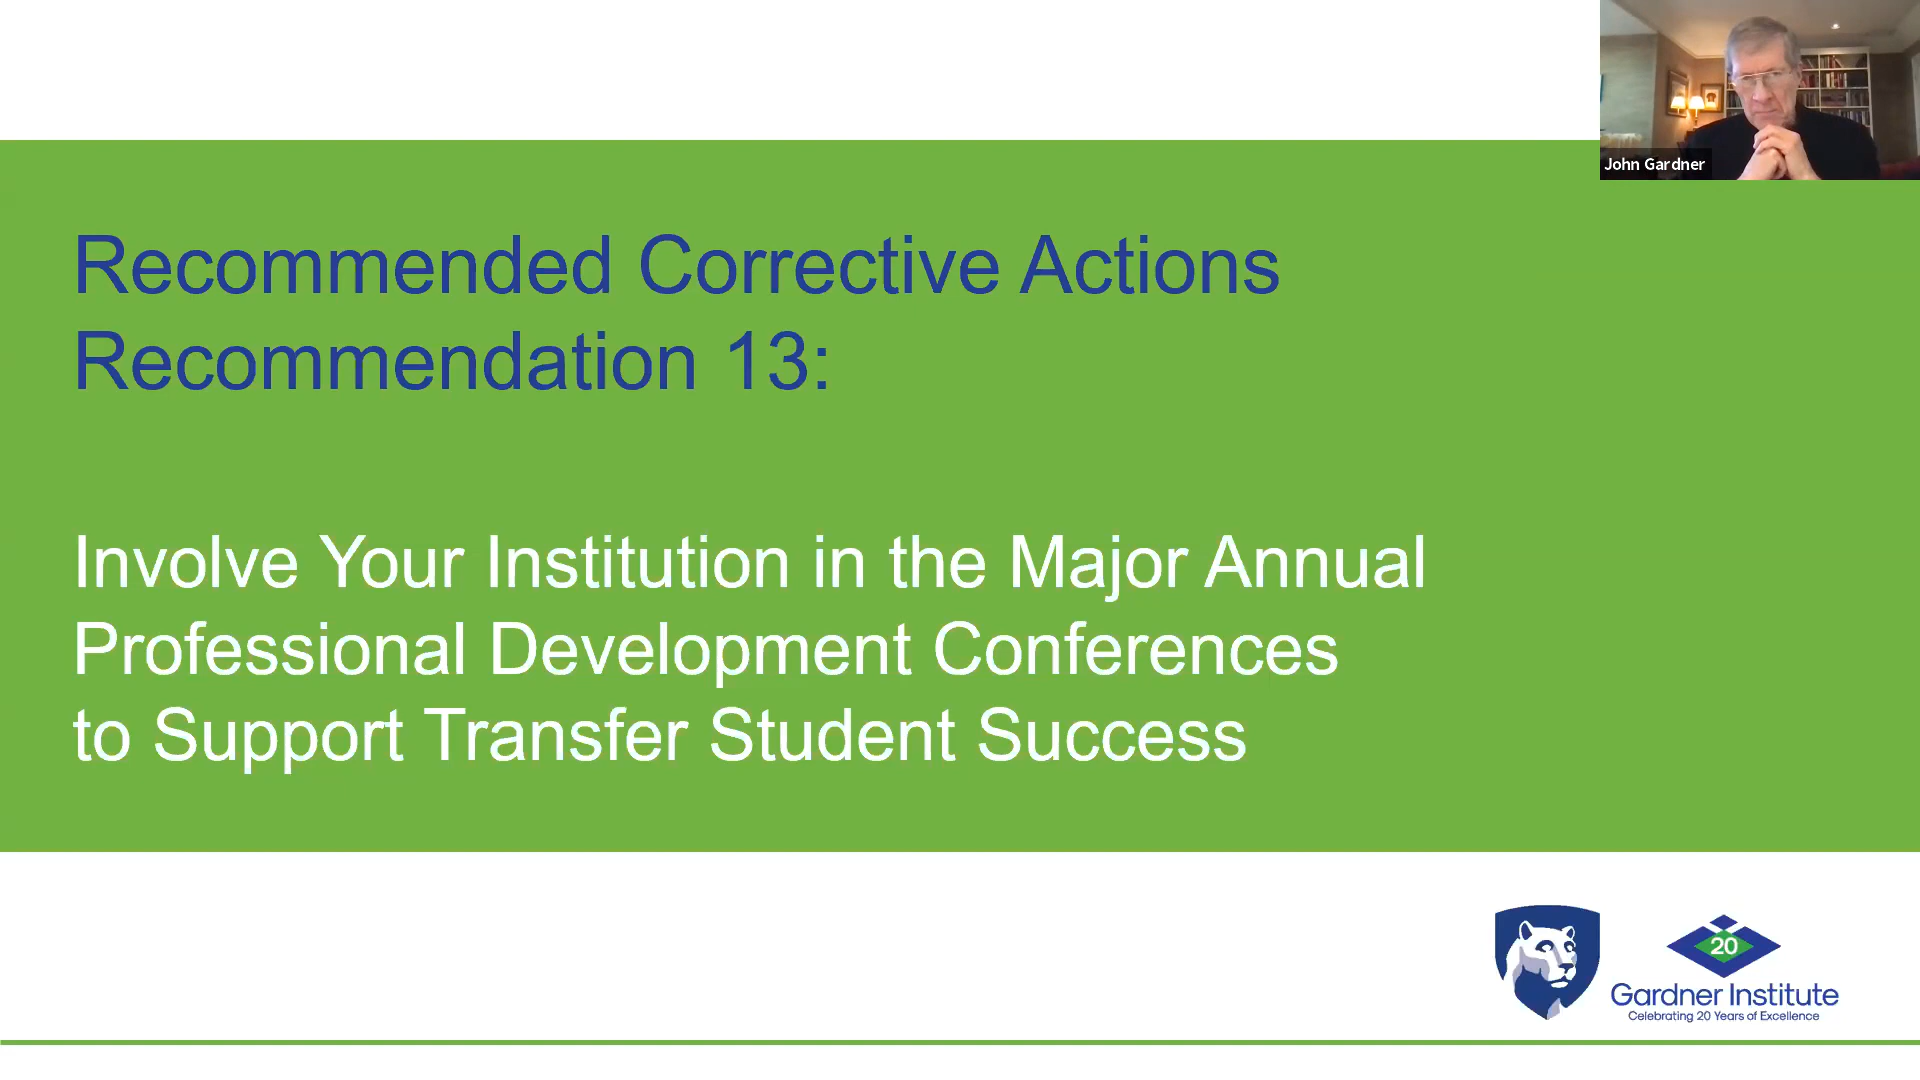 John Gardner
Recommended Corrective Actions
Recommendation 13:
Involve Your Institution in the Major Annual
Professional Development Conferences
to Support Transfer Student Success
20
Gardner Institute
Celebrating 20 Years of Excellence